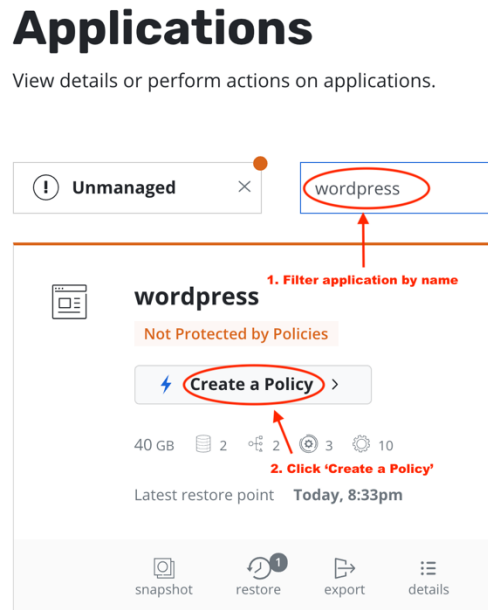 Applications
View details or perform actions on applications.
! Unmanaged ×
wordpress
1. Filter application by name
wordpress
Not Protected by Policies
Create a Policy >
40 GB 2 2 3 10
2. Click ‘Create a Policy’
Latest restore point Today, 8:33pm
1
snapshot restore export details